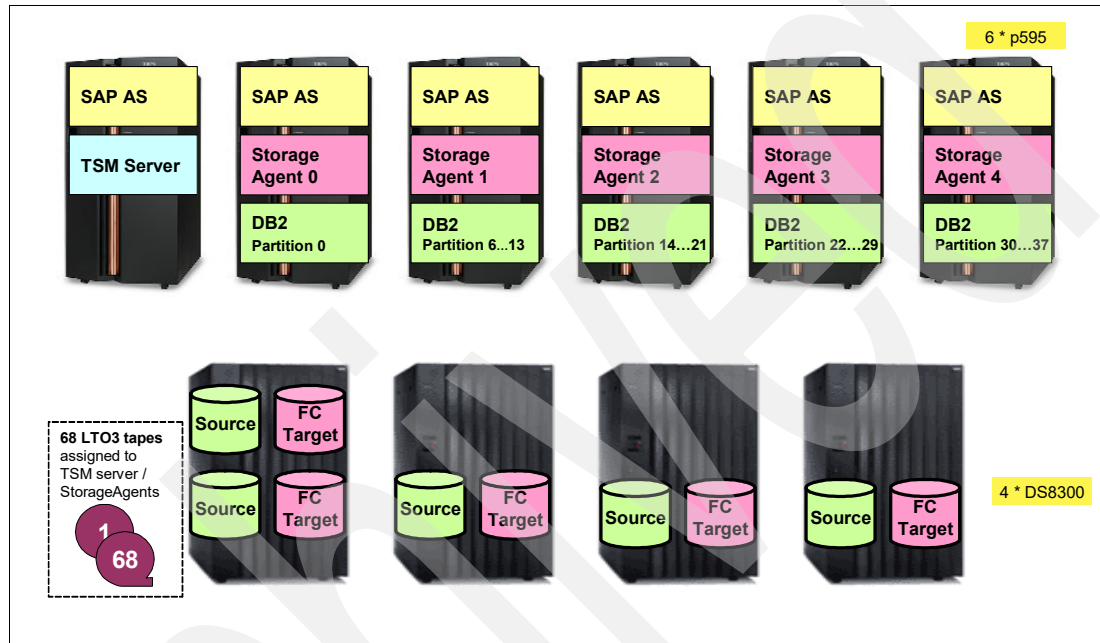 6 * p595
SAP AS
TSM Server
SAP AS
Storage
Agent 0
DB2
Partition 0
SAP AS
Storage
Agent 1
DB2
Partition 6...13
SAP AS
Storage
Agent 2
DB2
Partition 14…21
SAP AS
Storage
Agent 3
DB2
Partition 22…29
SAP AS
Storage
Agent 4
DB2
Partition 30…37
68 LTO3 tapes
assigned to
TSM server /
StorageAgents
1
68
Source
FC
Target
Source
FC
Target
Source
FC
Target
Source
FC
Target
Source
FC
Target
4 * DS8300